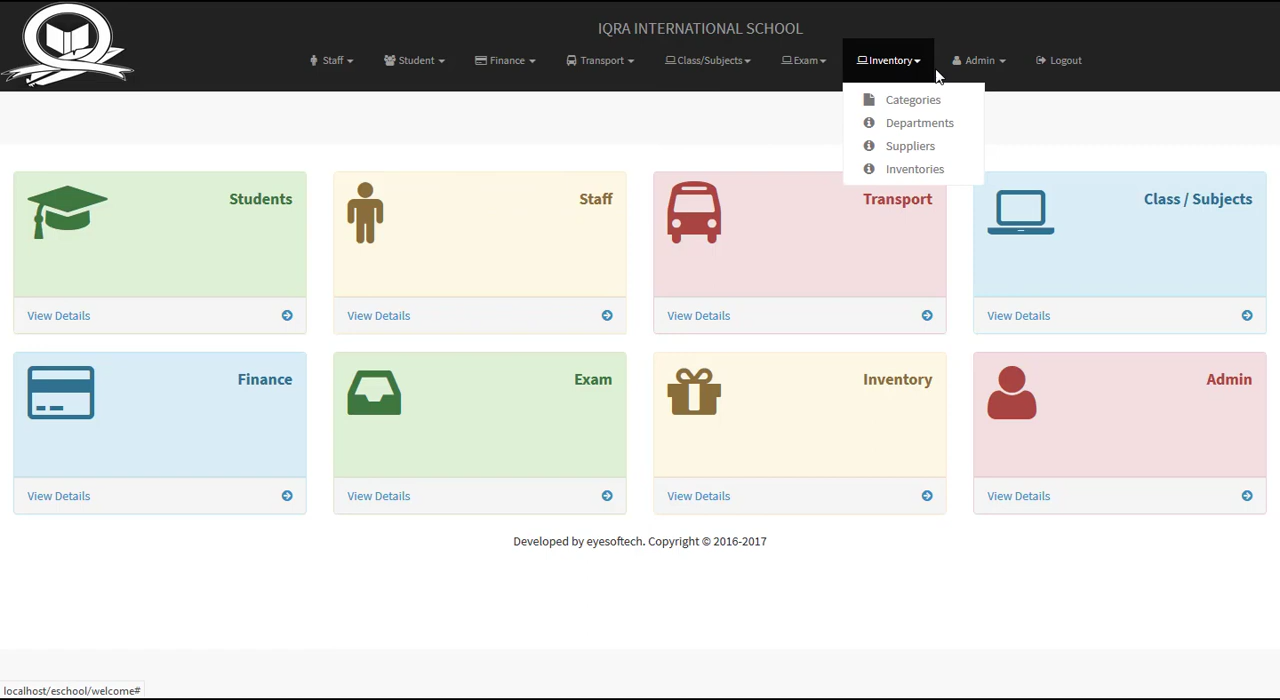 IQRA INTERNATIONAL SCHOOL
Staff Student Finance Transport Class/Subjects Exam Inventory Admin Logout
Categories
Departments
Suppliers
Inventories
Students Staff Transport Class / Subjects
View Details View Details View Details View Details
Finance Exam Inventory Admin
View Details View Details View Details View Details
Developed by eyesoftech. Copyright © 2016-2017
localhost/eschool/welcome#